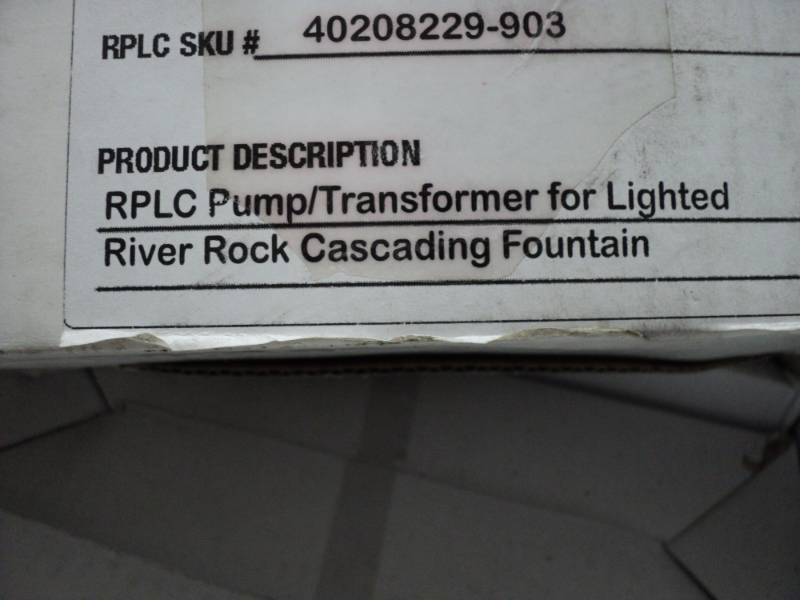 RPLC SKU # 40208229-903
PRODUCT DESCRIPTION
RPLC Pump/Transformer for Lighted
River Rock Cascading Fountain